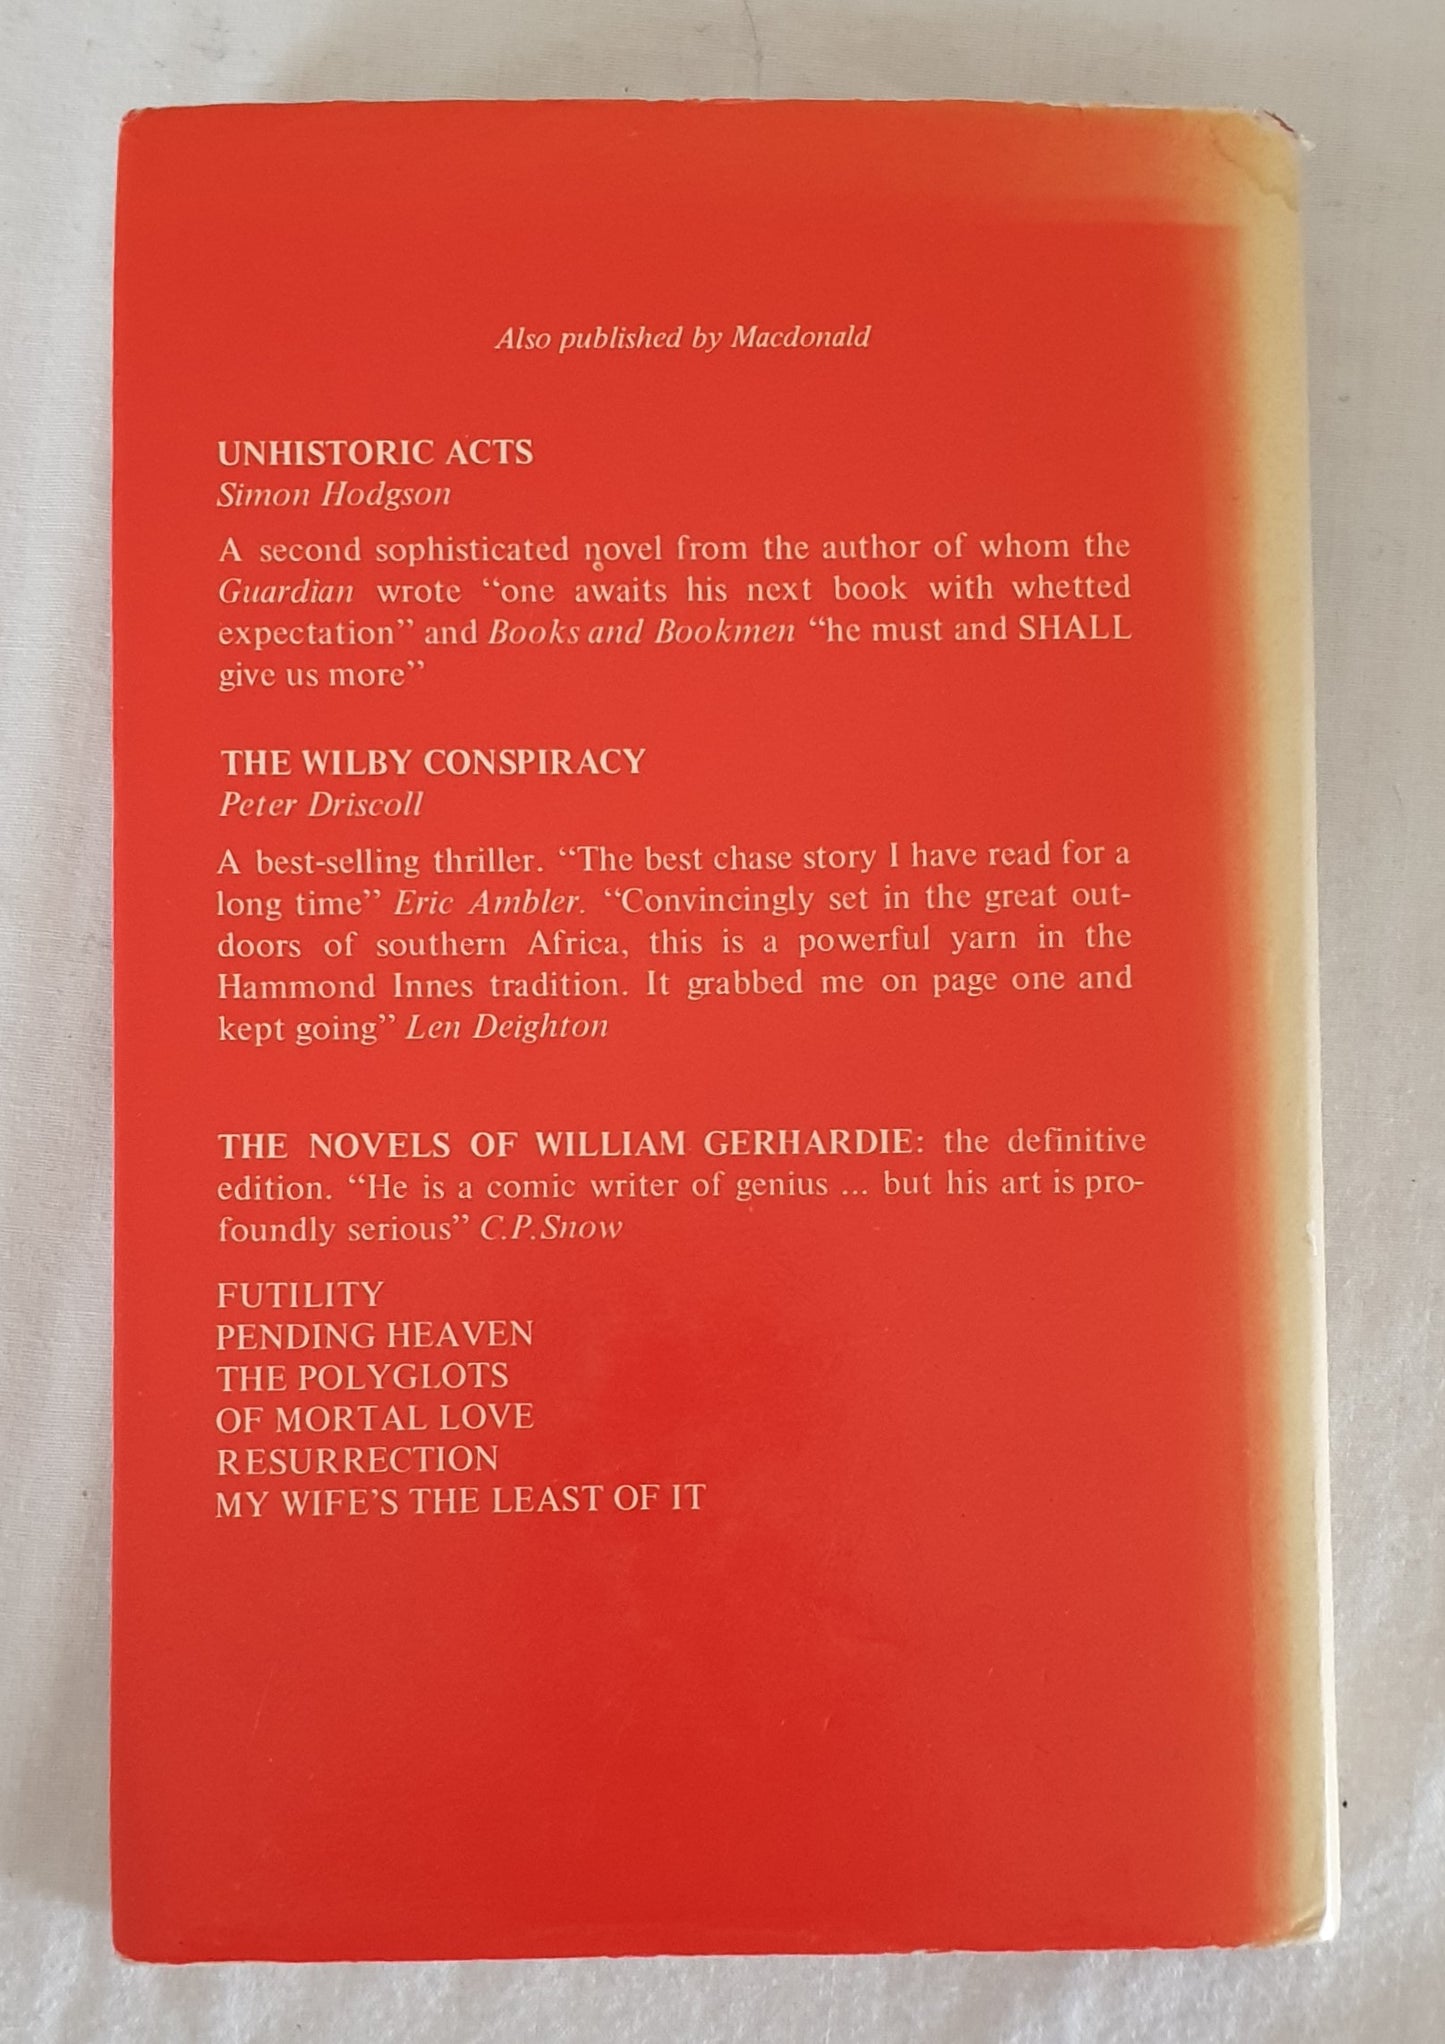 Also published by Macdonald
UNHISTORIC ACTS
Simon Hodgson
A second sophisticated novel from the author of whom the
Guardian wrote “one awaits his next book with whetted
expectation” and Books and Bookmen “he must and SHALL
give us more”
THE WILBY CONSPIRACY
Peter Driscoll
A best-selling thriller. “The best chase story I have read for a
long time” Eric Ambler. “Convincingly set in the great out-
doors of southern Africa, this is a powerful yarn in the
Hammond Innes tradition. It grabbed me on page one and
kept going” Len Deighton
THE NOVELS OF WILLIAM GERHARDIE: the definitive
edition. “He is a comic writer of genius ... but his art is pro-
foundly serious” C.P.Snow
FUTILITY
PENDING HEAVEN
THE POLYGLOTS
OF MORTAL LOVE
RESURRECTION
MY WIFE’S THE LEAST OF IT